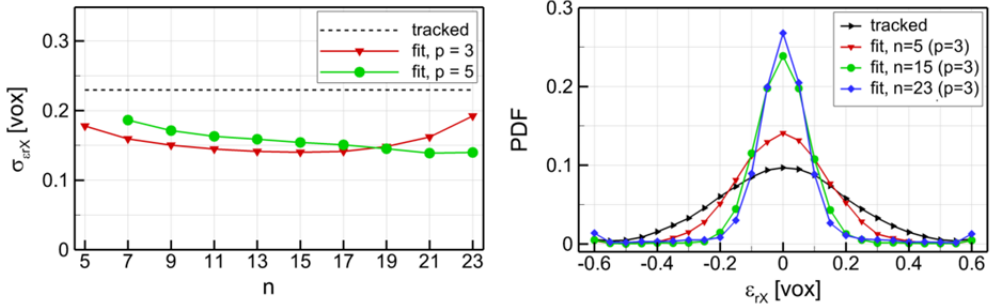 0.3
0.2
0.1
0
σεrX [vox]
tracked
fit, p = 3
fit, p = 5
5 7 9 11 13 15 17 19 21 23
n
0.3
0.2
0.1
0
PDF
tracked
fit, n=5 (p=3)
fit, n=15 (p=3)
fit, n=23 (p=3)
-0.6 -0.4 -0.2 0 0.2 0.4 0.6
εrX [vox]